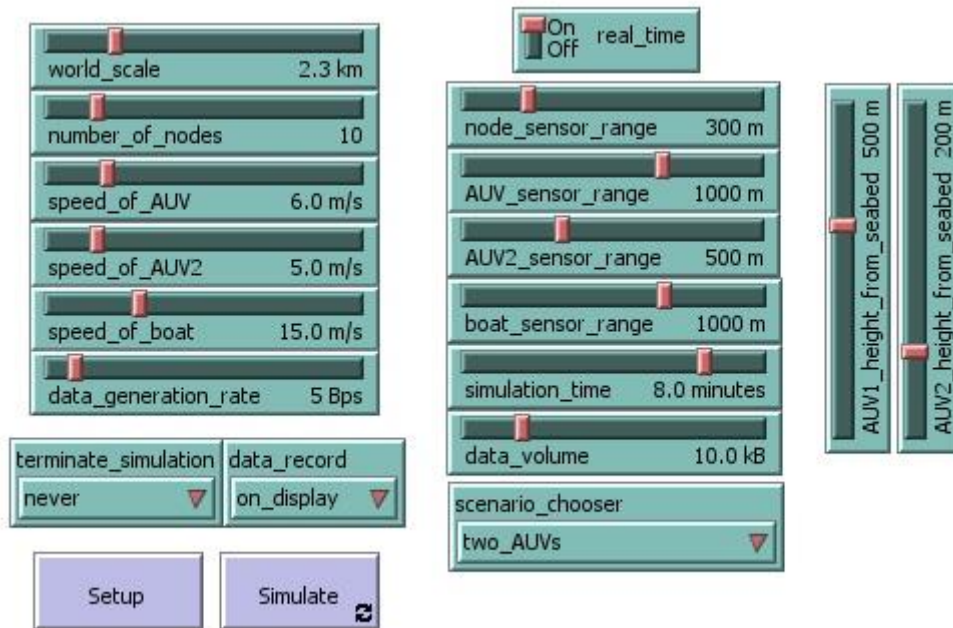 world_scale 2.3 km
number_of_nodes 10
speed_of_AUV 6.0 m/s
speed_of_AUV2 5.0 m/s
speed_of_boat 15.0 m/s
data_generation_rate 5 Bps
terminate_simulation
never
data_record
on_display
Setup
Simulate
On
Off
real_time
node_sensor_range 300 m
AUV_sensor_range 1000 m
AUV2_sensor_range 500 m
boat_sensor_range 1000 m
simulation_time 8.0 minutes
data_volume 10.0 kB
scenario_chooser
two_AUVs
AUV1_height_from_seabed 500 m
AUV2_height_from_seabed 200 m